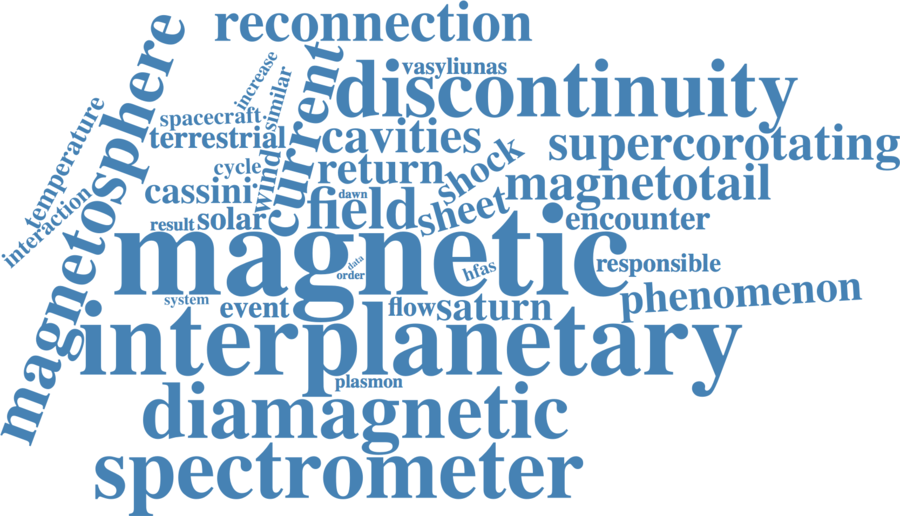 reconnection
magnetosphere
vasyliunas
discontinuity
increase
similar
current
temperature
spacecraft
terrestrial
cavities
supercorotating
cycle
wind
return
shock
cassini
dawn
magnetotail
interaction
result
solar
field
sheet
encounter
magnetic
data
order
hfas
responsible
system
event
flow
saturn
phenomenon
interplanetary
plasmon
diamagnetic
spectrometer